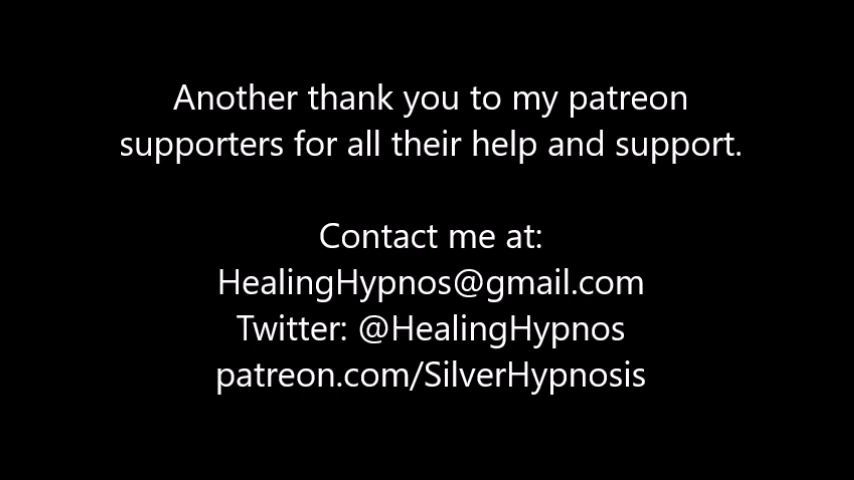 Another thank you to my patreon
supporters for all their help and support.
Contact me at:
HealingHypnos@gmail.com
Twitter: @HealingHypnos
patreon.com/SilverHypnosis